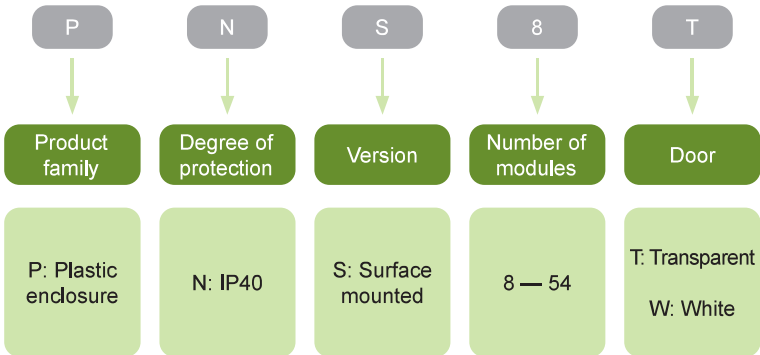 P
N
S
8
T
Product
family
Degree of
protection
Version
Number of
modules
Door
P: Plastic
enclosure
N: IP40
S: Surface
mounted
8 — 54
T: Transparent
W: White